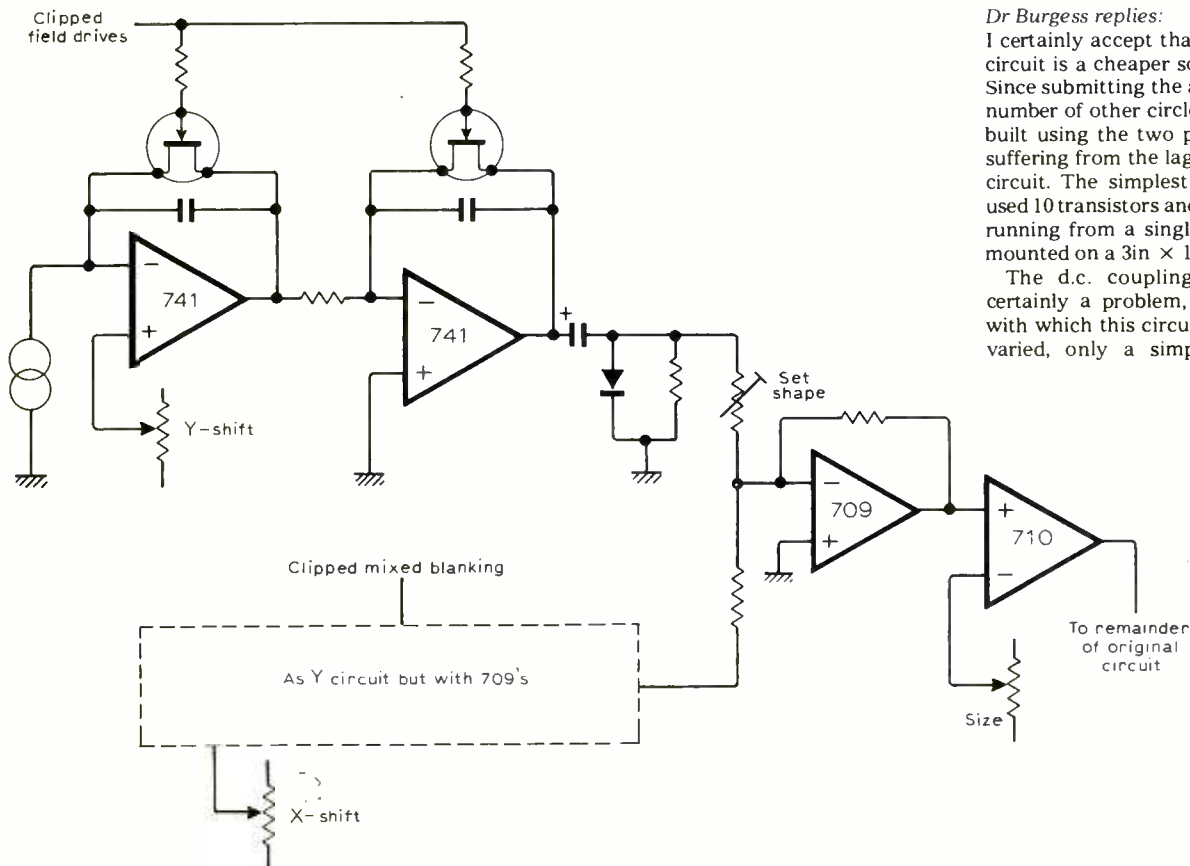 Clipped
field drives
741
+
Y-shift
741
+
+
Set
shape
709
+
+
710
Clipped mixed blanking
As Y circuit but with 709's
X-shift
Size
To remainder
of original
circuit
Dr Burgess replies:
I certainly accept tha
circuit is a cheaper so
Since submitting the a
number of other circle
built using the two p
suffering from the lag
circuit. The simplest
used 10 transistors and
running from a singl
mounted on a 3in × 1
The d.c. coupling
certainly a problem,
with which this circu
varied, only a simp